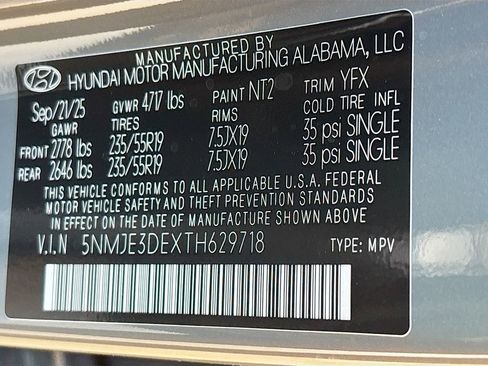 MANUFACTURED BY
HYUNDAI MOTOR MANUFACTURING ALABAMA, LLC
Sep/21/25 GVWR 4717 lbs PAINT NT2 TRIM YFX
GAWR TIRES RIMS COLD TIRE INFL
FRONT 2778 lbs 235/55R19 7.5JX19 35 psi SINGLE
REAR 2646 lbs 235/55R19 7.5JX19 35 psi SINGLE
THIS VEHICLE CONFORMS TO ALL APPLICABLE U.S.A. FEDERAL
MOTOR VEHICLE SAFETY AND THEFT PREVENTION STANDARDS
IN EFFECT ON THE DATE OF MANUFACTURE SHOWN ABOVE.
V.I.N 5NMJE3DEXTH629718 TYPE: MPV